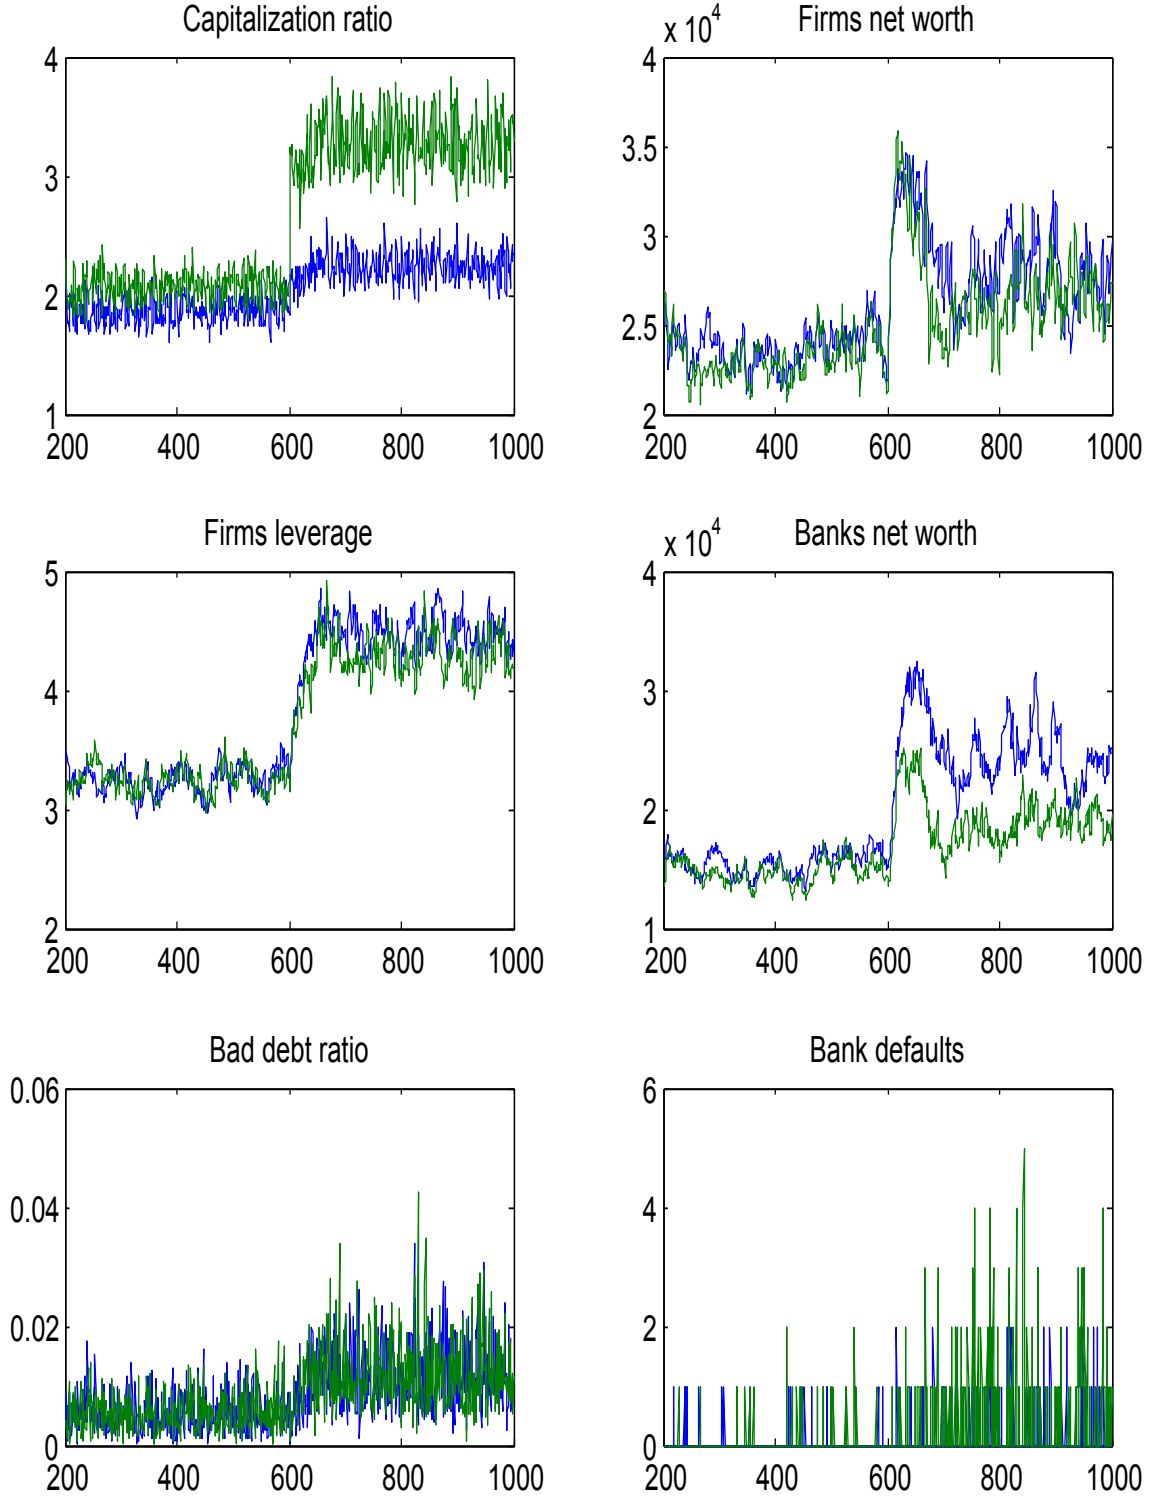 Capitalization ratio
4
3
2
1
200 400 600 800 1000
Firms net worth
x 10^4
4
3.5
3
2.5
2
200 400 600 800 1000
Firms leverage
5
4
3
2
200 400 600 800 1000
Banks net worth
x 10^4
4
3
2
1
200 400 600 800 1000
Bad debt ratio
0.06
0.04
0.02
0
200 400 600 800 1000
Bank defaults
6
4
2
0
200 400 600 800 1000